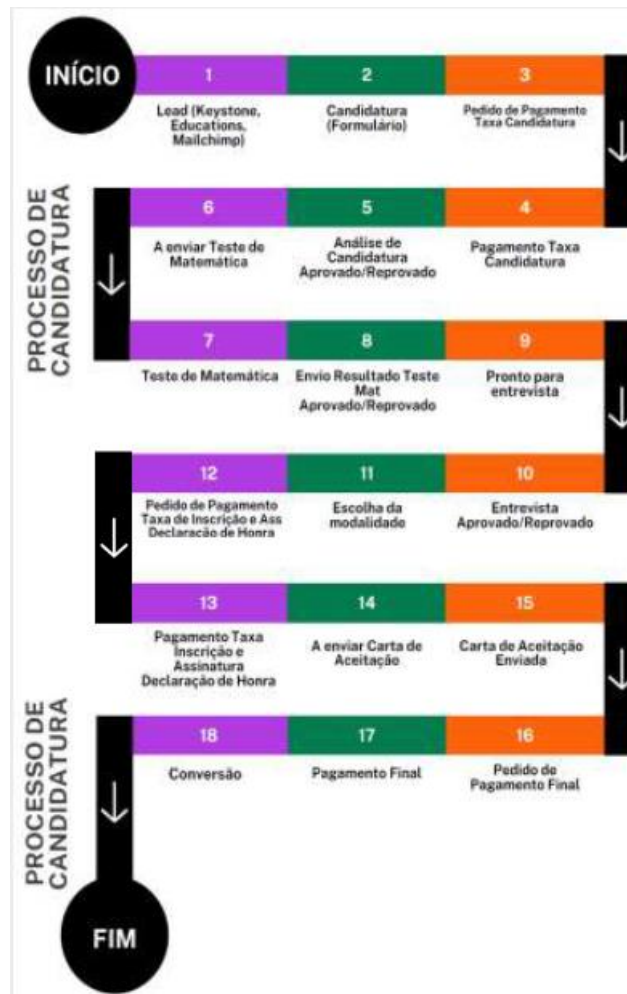 INÍCIO
1
2
3
Lead (Keystone,
Educations,
Mailchimp)
Candidatura
(Formulário)
Pedido de Pagamento
Taxa Candidatura
PROCESSO DE
CANDIDATURA
6
5
4
A enviar Teste de
Matemática
Análise de
Candidatura
Aprovado/Reprovado
Pagamento Taxa
Candidatura
7
8
9
Teste de Matemática
Envio Resultado Teste
Mat
Aprovado/Reprovado
Pronto para
entrevista
12
11
10
Pedido de Pagamento
Taxa de Inscrição e Ass
Declaração de Honra
Escolha da
modalidade
Entrevista
Aprovado/Reprovado
13
14
15
Pagamento Taxa
Inscrição e
Assinatura
Declaração de Honra
A enviar Carta de
Aceitação
Carta de Aceitação
Enviada
PROCESSO DE
CANDIDATURA
18
17
16
Conversão
Pagamento Final
Pedido de
Pagamento Final
FIM